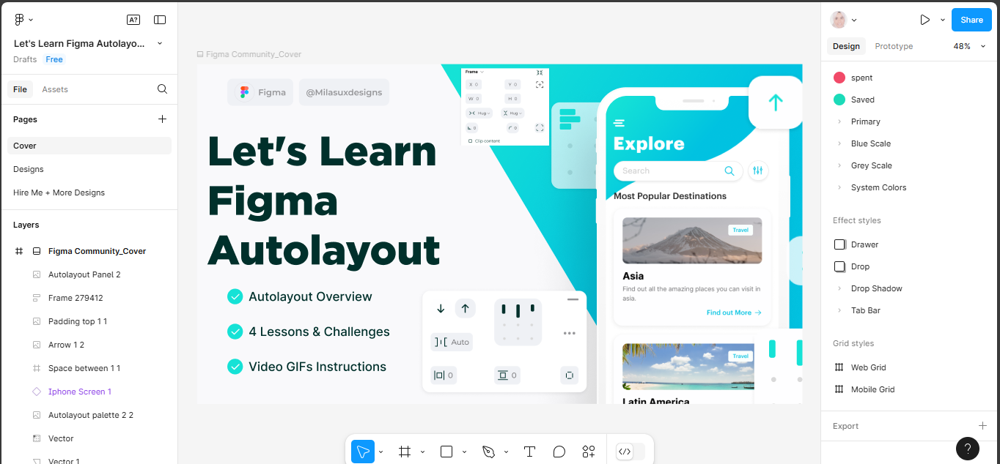 A?
Share
Let's Learn Figma Autolayo...
Drafts Free
Design Prototype 48%
File Assets
Pages
Cover
Designs
Hire Me + More Designs
Layers
Figma Community_Cover
Autolayout Panel 2
Frame 279412
Padding top 1 1
Arrow 1 2
Space between 1 1
Iphone Screen 1
Autolayout palette 2 2
Vector
Vector 1
Figma Community_Cover
Figma @Milasuxdesigns
Let's Learn
Figma
Autolayout
Autolayout Overview
4 Lessons & Challenges
Video GIFs Instructions
Frame
X 0 Y 0
W 0 H 0
Hug Hug
0 0
Clip content
Auto
0 0
Explore
Search
Most Popular Destinations
Travel
Asia
Find out all the amazing places you can visit in
asia.
Find out More
Travel
Latin America
spent
Saved
Primary
Blue Scale
Grey Scale
System Colors
Effect styles
Drawer
Drop
Drop Shadow
Tab Bar
Grid styles
Web Grid
Mobile Grid
Export
?